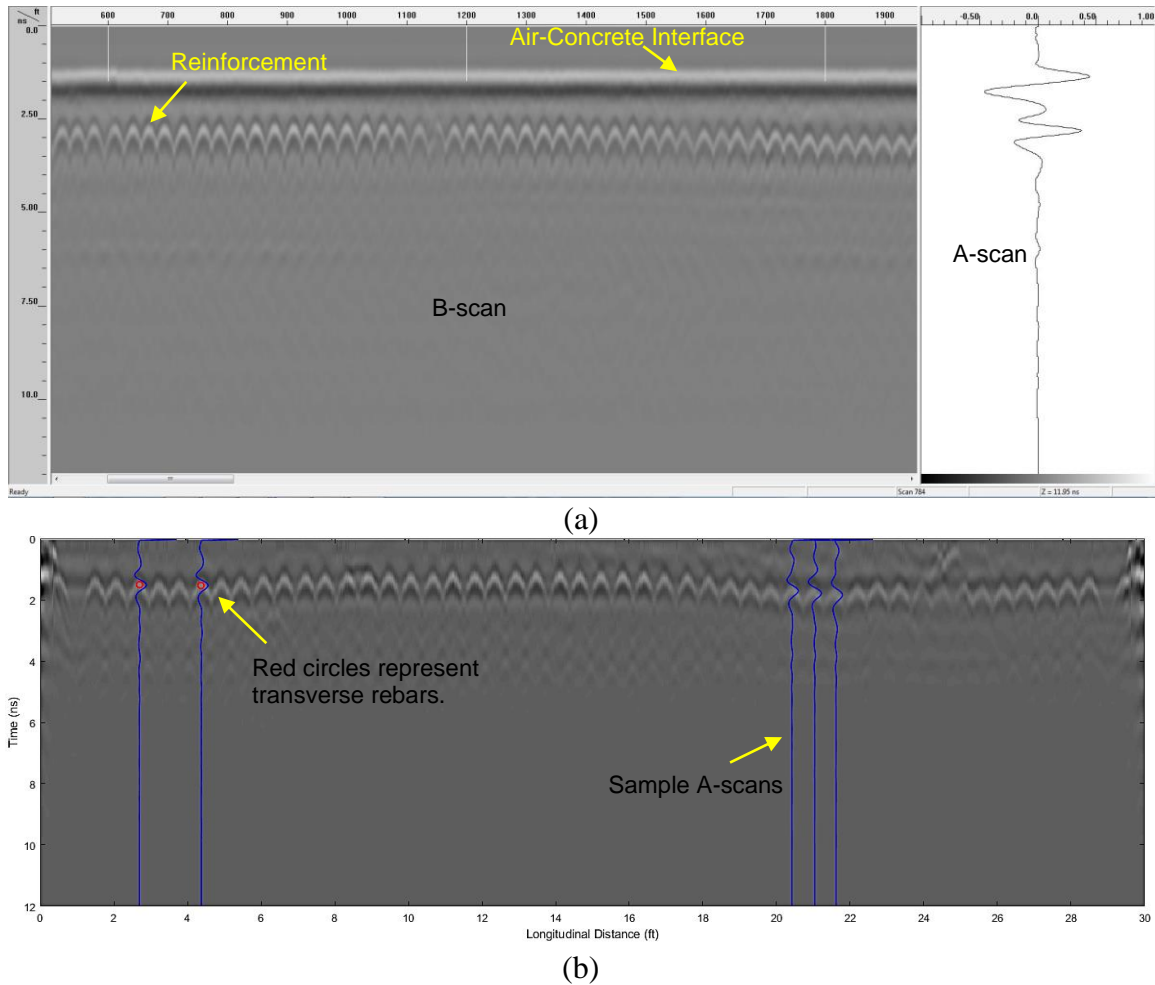 ft
ns
600 700 800 900 1000 1100 1200 1300 1400 1500 1600 1700 1800 1900
-0.50 0.0 0.50 1.00
0.0
2.50
5.00
7.50
10.0
Air-Concrete Interface
Reinforcement
A-scan
B-scan
Ready
Scan 784
Z = 11.95 ns
(a)
0
2
4
6
8
10
12
Time (ns)
Red circles represent
transverse rebars.
Sample A-scans
0 2 4 6 8 10 12 14 16 18 20 22 24 26 28 30
Longitudinal Distance (ft)
(b)